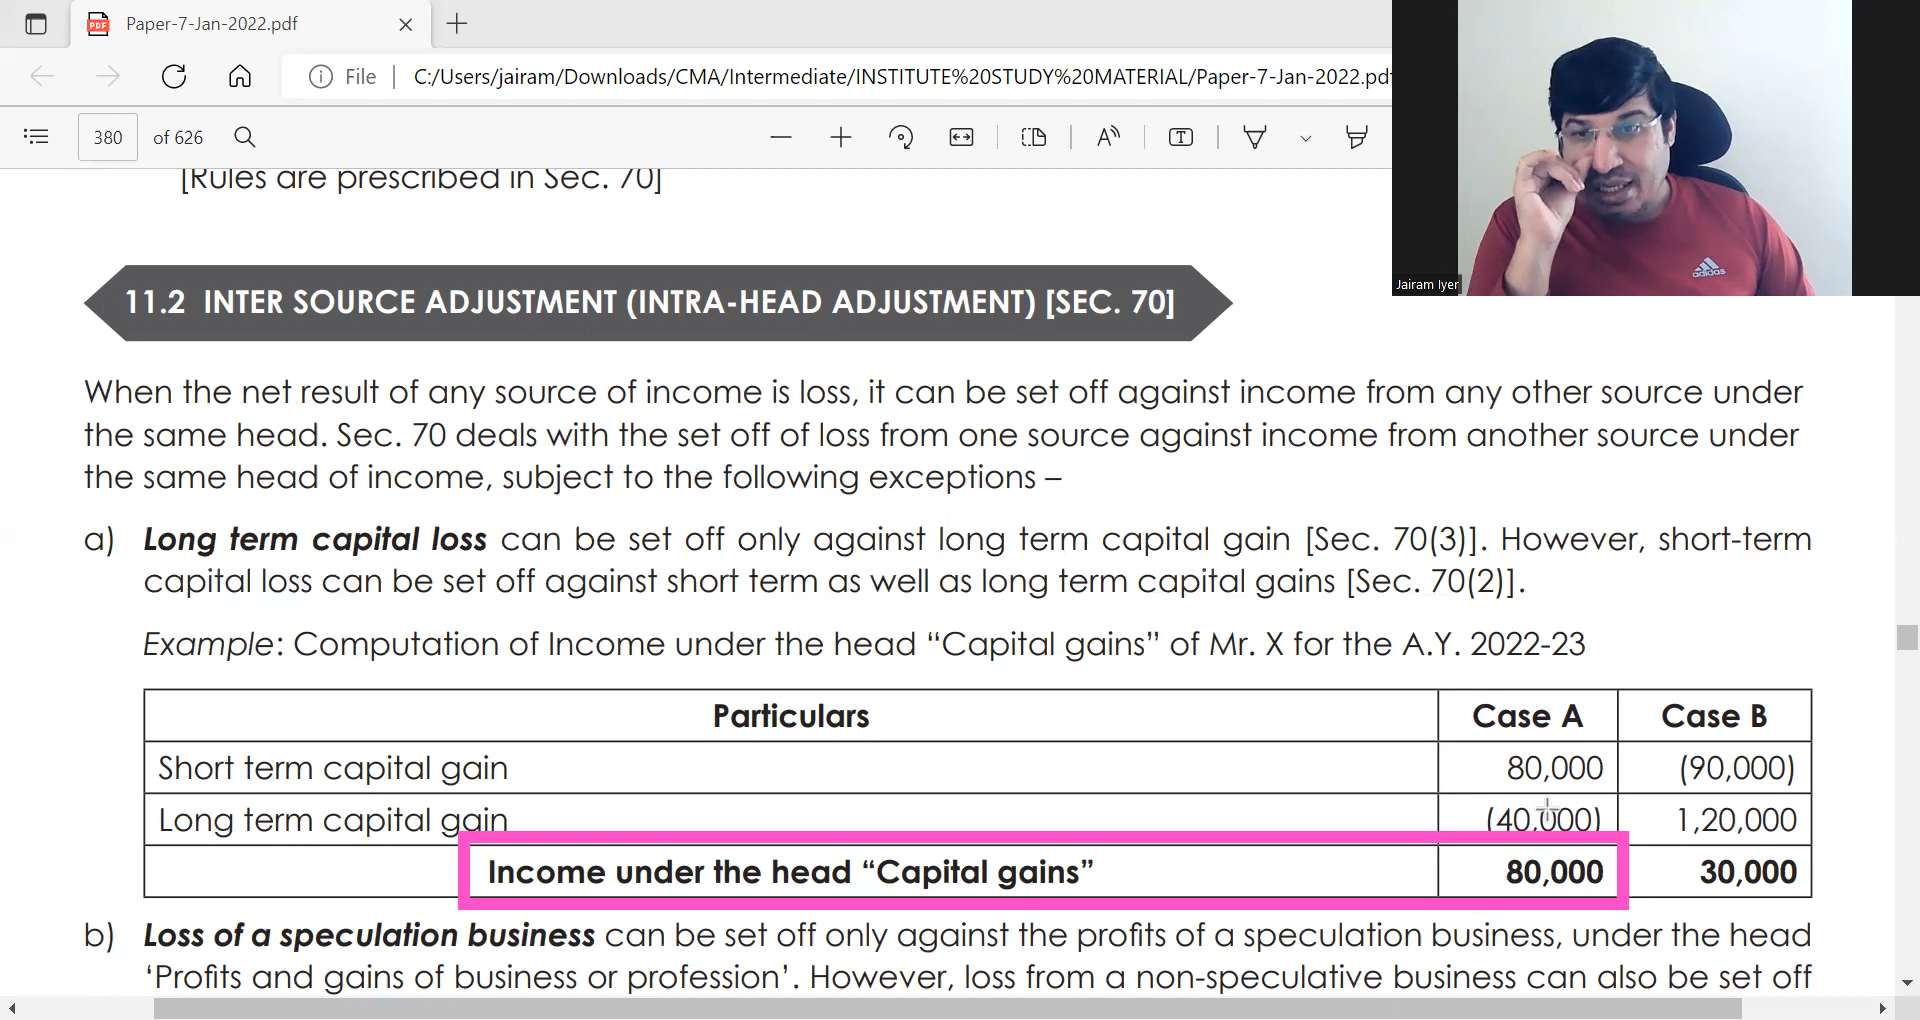 Paper-7-Jan-2022.pdf
File
C:/Users/jairam/Downloads/CMA/Intermediate/INSTITUTE%20STUDY%20MATERIAL/Paper-7-Jan-2022.pdf
380 of 626
[Rules are prescribed in Sec. 70]
Jairam Iyer
adidas
11.2 INTER SOURCE ADJUSTMENT (INTRA-HEAD ADJUSTMENT) [SEC. 70]
When the net result of any source of income is loss, it can be set off against income from any other source under
the same head. Sec. 70 deals with the set off of loss from one source against income from another source under
the same head of income, subject to the following exceptions –
a) Long term capital loss can be set off only against long term capital gain [Sec. 70(3)]. However, short-term
capital loss can be set off against short term as well as long term capital gains [Sec. 70(2)].
Example: Computation of Income under the head “Capital gains” of Mr. X for the A.Y. 2022-23
Particulars Case A Case B
Short term capital gain 80,000 (90,000)
Long term capital gain (40,000) 1,20,000
Income under the head “Capital gains” 80,000 30,000
b) Loss of a speculation business can be set off only against the profits of a speculation business, under the head
‘Profits and gains of business or profession’. However, loss from a non-speculative business can also be set off